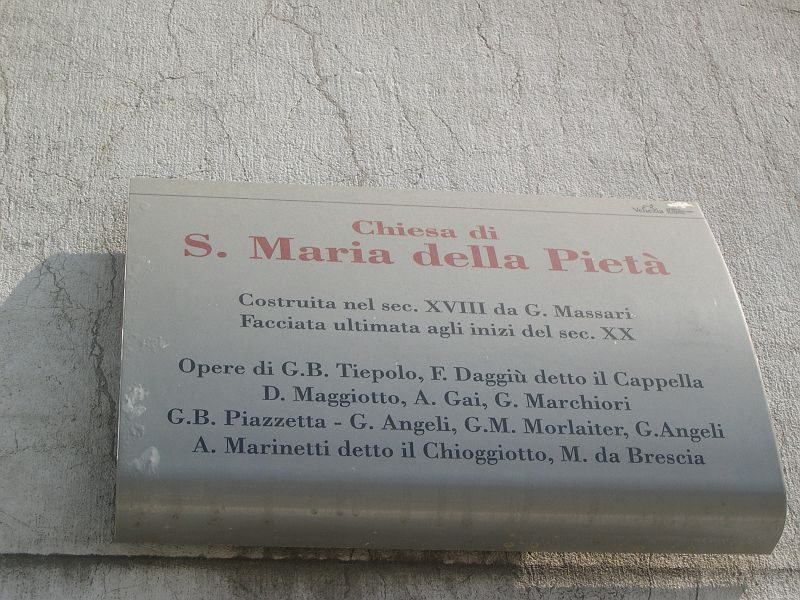 Venezia
Chiesa di
S. Maria della Pietà
Costruita nel sec. XVIII da G. Massari
Facciata ultimata agli inizi del sec. XX
Opere di G.B. Tiepolo, F. Daggiù detto il Cappella
D. Maggiotto, A. Gai, G. Marchiori
G.B. Piazzetta - G. Angeli, G.M. Morlaiter, G.Angeli
A. Marinetti detto il Chioggiotto, M. da Brescia